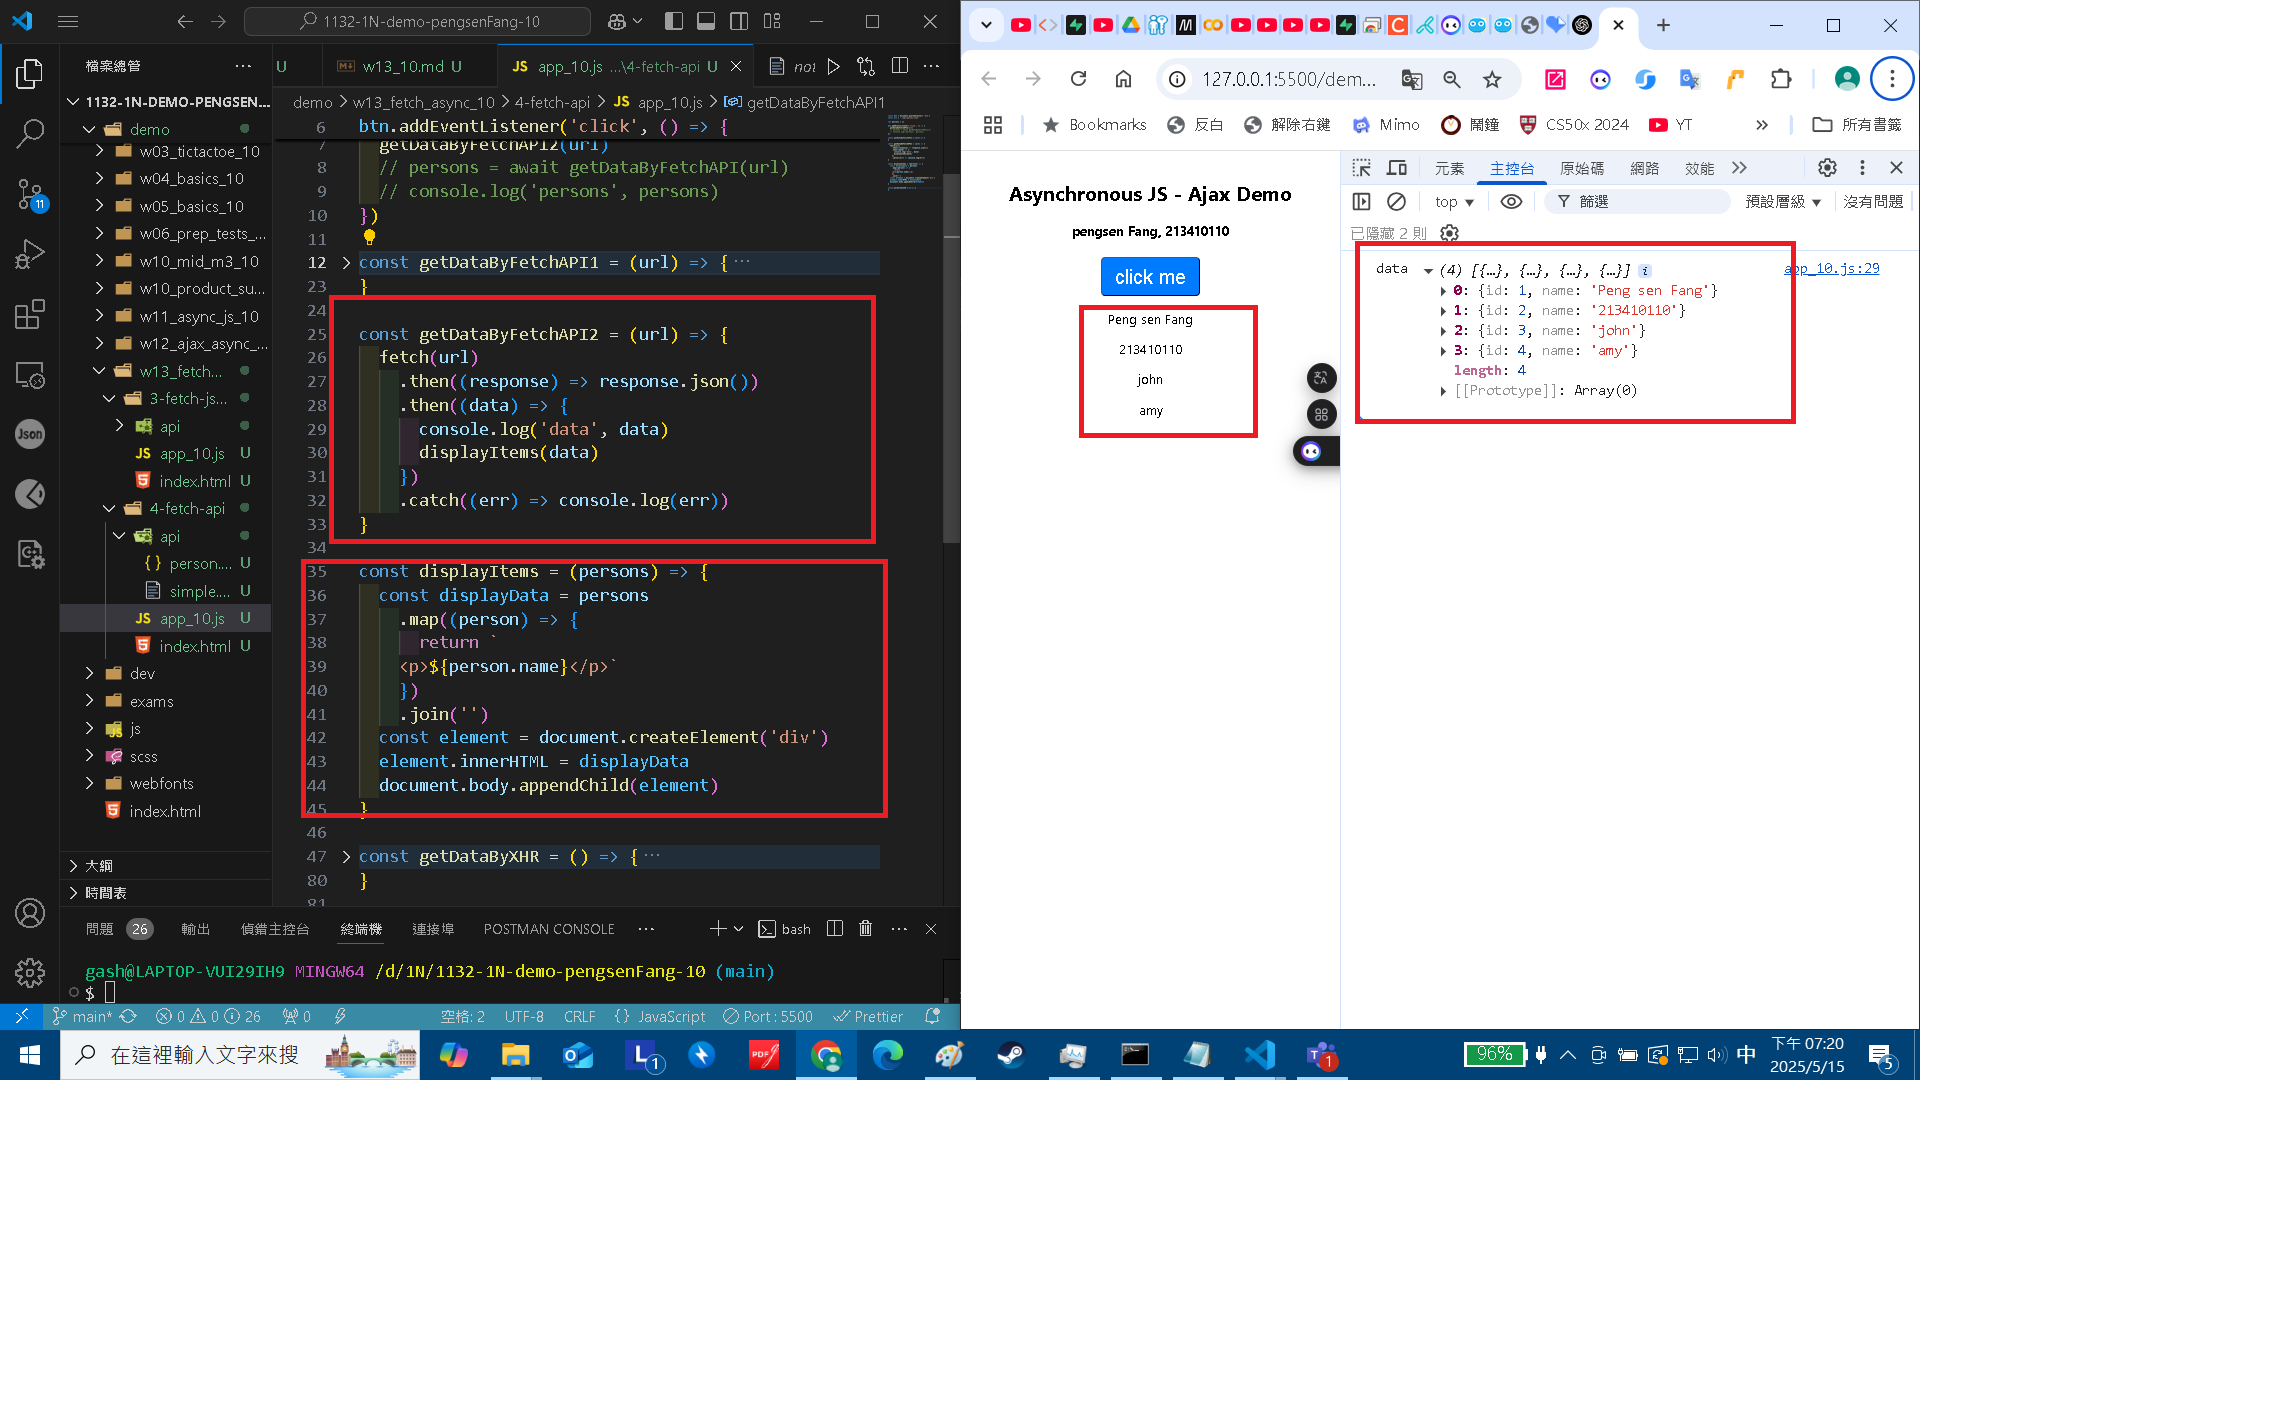 1132-1N-demo-pengsenFang-10
檔案總管
1132-1N-DEMO-PENGSEN...
demo
w03_tictactoe_10
w04_basics_10
w05_basics_10
w06_prep_tests_...
w10_mid_m3_10
w10_product_su...
w11_async_js_10
w12_ajax_async_...
w13_fetch...
3-fetch-js...
api
JS app_10.js U
index.html U
4-fetch-api
api
{} person.... U
simple.... U
JS app_10.js U
index.html U
dev
exams
js
scss
webfonts
index.html
大綱
時間表
11
Json
U
w13_10.md U
JS app_10.js ...\4-fetch-api U
demo > w13_fetch_async_10 > 4-fetch-api > JS app_10.js > getDataByFetchAPI1
6 btn.addEventListener('click', () => {
7 getDataByFetchAPI2(url)
8 // persons = await getDataByFetchAPI(url)
9 // console.log('persons', persons)
10 })
11
12 const getDataByFetchAPI1 = (url) => {...
23 }
24
25 const getDataByFetchAPI2 = (url) => {
26 fetch(url)
27 .then((response) => response.json())
28 .then((data) => {
29 console.log('data', data)
30 displayItems(data)
31 })
32 .catch((err) => console.log(err))
33 }
34
35 const displayItems = (persons) => {
36 const displayData = persons
37 .map((person) => {
38 return `
39 <p>${person.name}</p>`
40 })
41 .join('')
42 const element = document.createElement('div')
43 element.innerHTML = displayData
44 document.body.appendChild(element)
45 }
46
47 const getDataByXHR = () => {...
80 }
81
問題 26 輸出 偵錯主控台 終端機 連接埠 POSTMAN CONSOLE ... bash
gash@LAPTOP-VUI29IH9 MINGW64 /d/1N/1132-1N-demo-pengsenFang-10 (main)
$
main* 0 0 26 0 空格: 2 UTF-8 CRLF {} JavaScript Port : 5500 Prettier
127.0.0.1:5500/dem...
Bookmarks 反白 解除右鍵 Mimo 鬧鐘 CS50x 2024 YT 所有書籤
Asynchronous JS - Ajax Demo
pengsen Fang, 213410110
click me
Peng sen Fang
213410110
john
amy
元素 主控台 原始碼 網路 效能
top 篩選 預設層級 沒有問題
已隱藏 2 則
data (4) [{…}, {…}, {…}, {…}] i app_10.js:29
0: {id: 1, name: 'Peng sen Fang'}
1: {id: 2, name: '213410110'}
2: {id: 3, name: 'john'}
3: {id: 4, name: 'amy'}
length: 4
[[Prototype]]: Array(0)
在這裡輸入文字來搜
L 1
PDF
1
96%
中
下午 07:20
2025/5/15
5